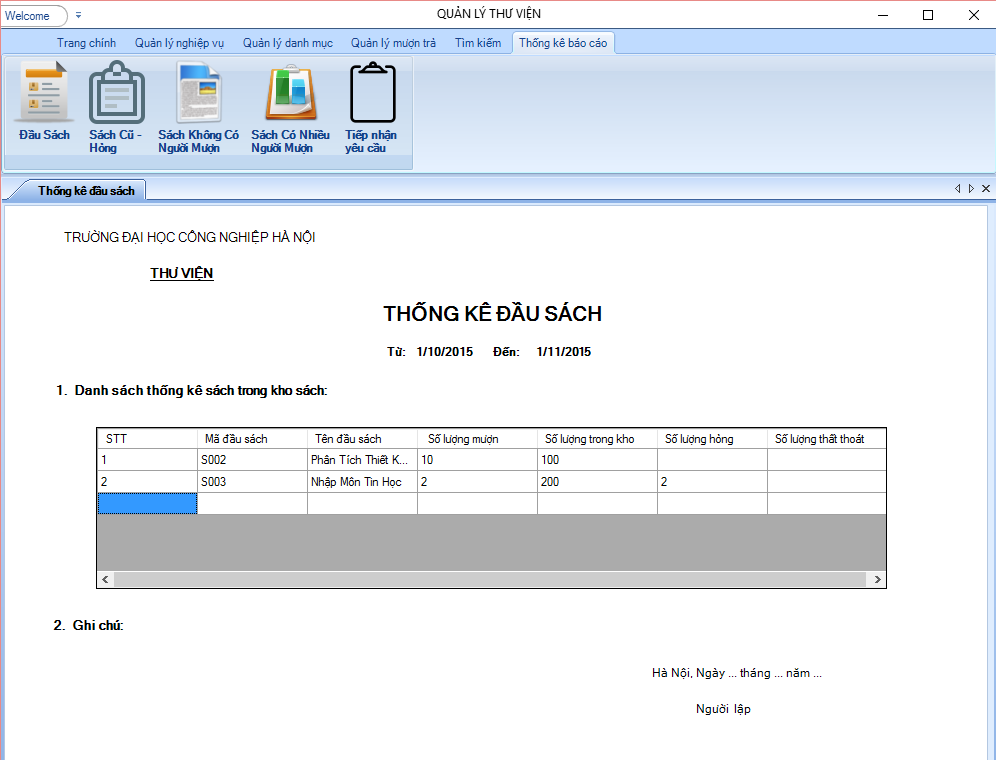 Welcome
QUẢN LÝ THƯ VIỆN
Trang chính Quản lý nghiệp vụ Quản lý danh mục Quản lý mượn trả Tìm kiếm Thống kê báo cáo
Đầu Sách
Sách Cũ -
Hỏng
Sách Không Có
Người Mượn
Sách Có Nhiều
Người Mượn
Tiếp nhận
yêu cầu
Thống kê đầu sách
TRƯỜNG ĐẠI HỌC CÔNG NGHIỆP HÀ NỘI
THƯ VIỆN
THỐNG KÊ ĐẦU SÁCH
Từ: 1/10/2015 Đến: 1/11/2015
1. Danh sách thống kê sách trong kho sách:
STT Mã đầu sách Tên đầu sách Số lượng mượn Số lượng trong kho Số lượng hỏng Số lượng thất thoát
1 S002 Phân Tích Thiết K... 10 100
2 S003 Nhập Môn Tin Học 2 200 2
2. Ghi chú:
Hà Nội, Ngày ... tháng ... năm ...
Người lập